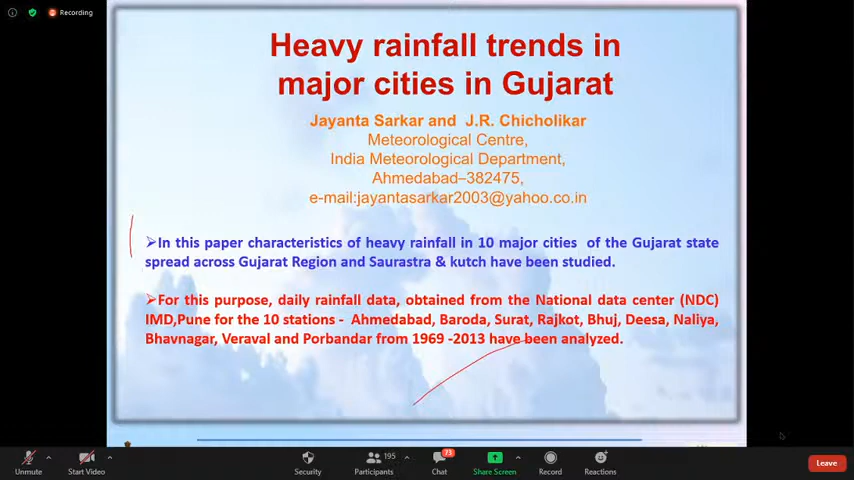 Recording
Heavy rainfall trends in
major cities in Gujarat
Jayanta Sarkar and J.R. Chicholikar
Meteorological Centre,
India Meteorological Department,
Ahmedabad–382475,
e-mail:jayantasarkar2003@yahoo.co.in
➢In this paper characteristics of heavy rainfall in 10 major cities of the Gujarat state
spread across Gujarat Region and Saurastra & kutch have been studied.
➢For this purpose, daily rainfall data, obtained from the National data center (NDC)
IMD,Pune for the 10 stations - Ahmedabad, Baroda, Surat, Rajkot, Bhuj, Deesa, Naliya,
Bhavnagar, Veraval and Porbandar from 1969 -2013 have been analyzed.
195
73
Unmute Start Video Security Participants Chat Share Screen Record Reactions Leave